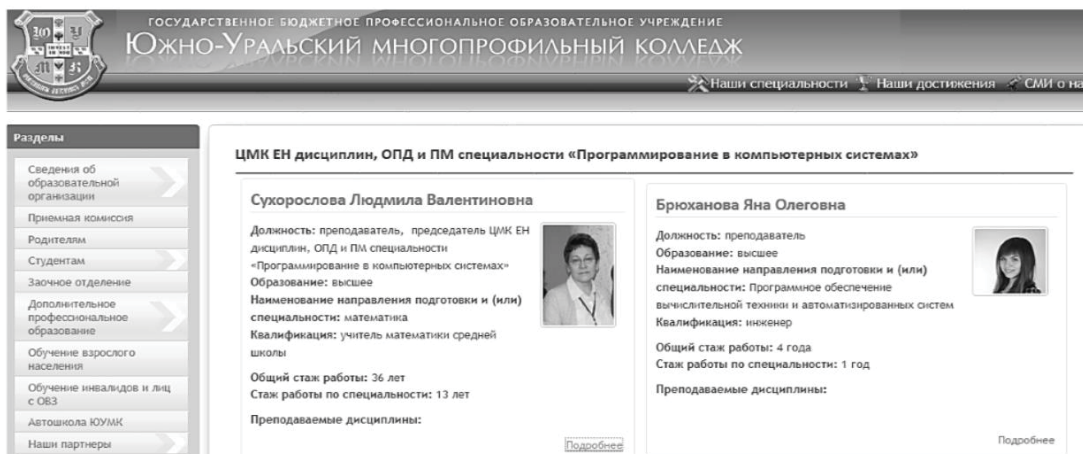 ГОСУДАРСТВЕННОЕ БЮДЖЕТНОЕ ПРОФЕССИОНАЛЬНОЕ ОБРАЗОВАТЕЛЬНОЕ УЧРЕЖДЕНИЕ
Южно-Уральский многопрофильный колледж
Наши специальности Наши достижения СМИ о на
Разделы
Сведения об
образовательной
организации
Приемная комиссия
Родителям
Студентам
Заочное отделение
Дополнительное
профессиональное
образование
Обучение взрослого
населения
Обучение инвалидов и лиц
с ОВЗ
Автошкола ЮУМК
Наши партнеры
ЦМК ЕН дисциплин, ОПД и ПМ специальности «Программирование в компьютерных системах»
Сухорослова Людмила Валентиновна
Должность: преподаватель, председатель ЦМК ЕН
дисциплин, ОПД и ПМ специальности
«Программирование в компьютерных системах»
Образование: высшее
Наименование направления подготовки и (или)
специальности: математика
Квалификация: учитель математики средней
школы
Общий стаж работы: 36 лет
Стаж работы по специальности: 13 лет
Преподаваемые дисциплины:
Подробнее
Брюханова Яна Олеговна
Должность: преподаватель
Образование: высшее
Наименование направления подготовки и (или)
специальности: Программное обеспечение
вычислительной техники и автоматизированных систем
Квалификация: инженер
Общий стаж работы: 4 года
Стаж работы по специальности: 1 год
Преподаваемые дисциплины:
Подробнее